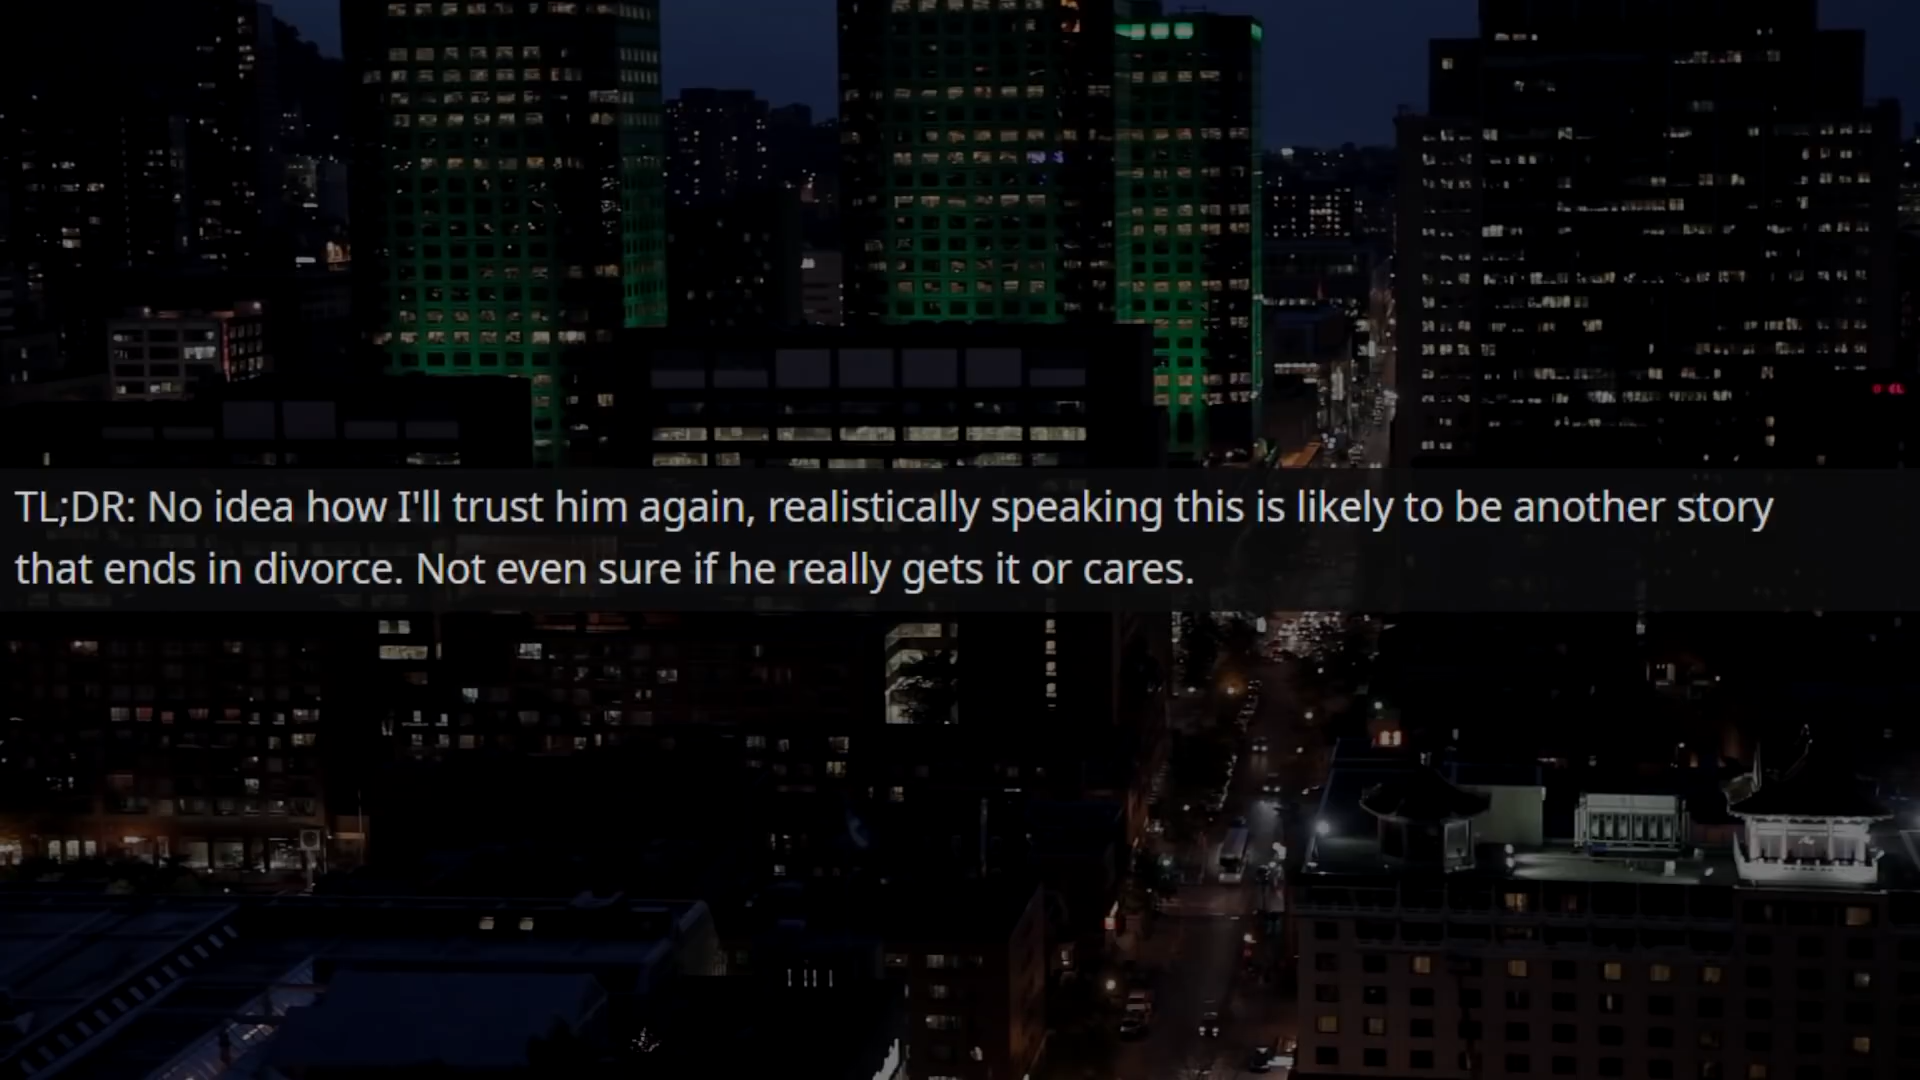 TL;DR: No idea how I'll trust him again, realistically speaking this is likely to be another story
that ends in divorce. Not even sure if he really gets it or cares.